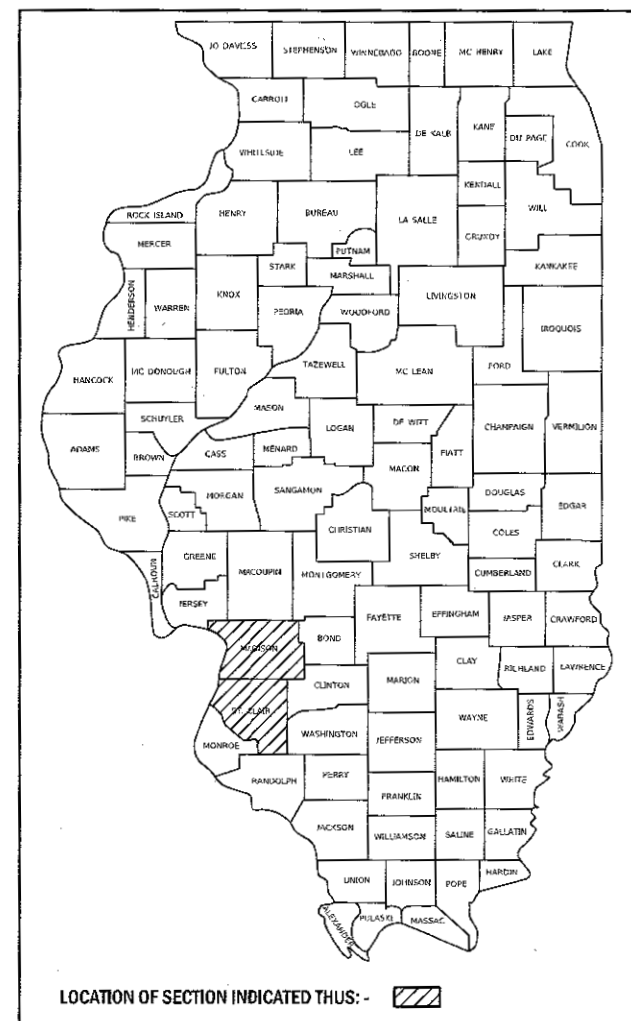 JO DAVIESS STEPHENSON WINNEBAGO BOONE MC HENRY LAKE
CARROLL OGLE DE KALB KANE DU PAGE COOK
WHITESIDE LEE
KENDALL WILL
ROCK ISLAND HENRY BUREAU LA SALLE GRUNDY
MERCER PUTNAM
STARK MARSHALL KANKAKEE
HENDERSON WARREN KNOX PEORIA WOODFORD LIVINGSTON IROQUOIS
HANCOCK MC DONOUGH FULTON TAZEWELL MC LEAN FORD
SCHUYLER MASON LOGAN DE WITT CHAMPAIGN VERMILION
ADAMS BROWN CASS MENARD MACON PIATT
PIKE SCOTT MORGAN SANGAMON CHRISTIAN MOULTRIE DOUGLAS EDGAR
COLES
CALHOUN GREENE MACOUPIN MONTGOMERY SHELBY CUMBERLAND CLARK
JERSEY FAYETTE EFFINGHAM JASPER CRAWFORD
MADISON BOND CLAY RICHLAND LAWRENCE
CLINTON MARION
ST. CLAIR WAYNE EDWARDS WABASH
MONROE WASHINGTON JEFFERSON
RANDOLPH PERRY FRANKLIN HAMILTON WHITE
JACKSON WILLIAMSON SALINE GALLATIN
UNION JOHNSON POPE HARDIN
ALEXANDER PULASKI MASSAC
LOCATION OF SECTION INDICATED THUS: -